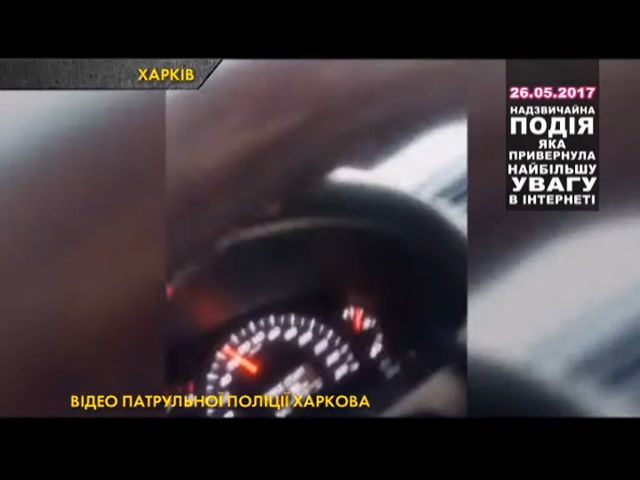 ХАРКІВ
26.05.2017
НАДЗВИЧАЙНА
ПОДІЯ
ЯКА
ПРИВЕРНУЛА
НАЙБІЛЬШУ
УВАГУ
В ІНТЕРНЕТІ
ВІДЕО ПАТРУЛЬНОЇ ПОЛІЦІЇ ХАРКОВА